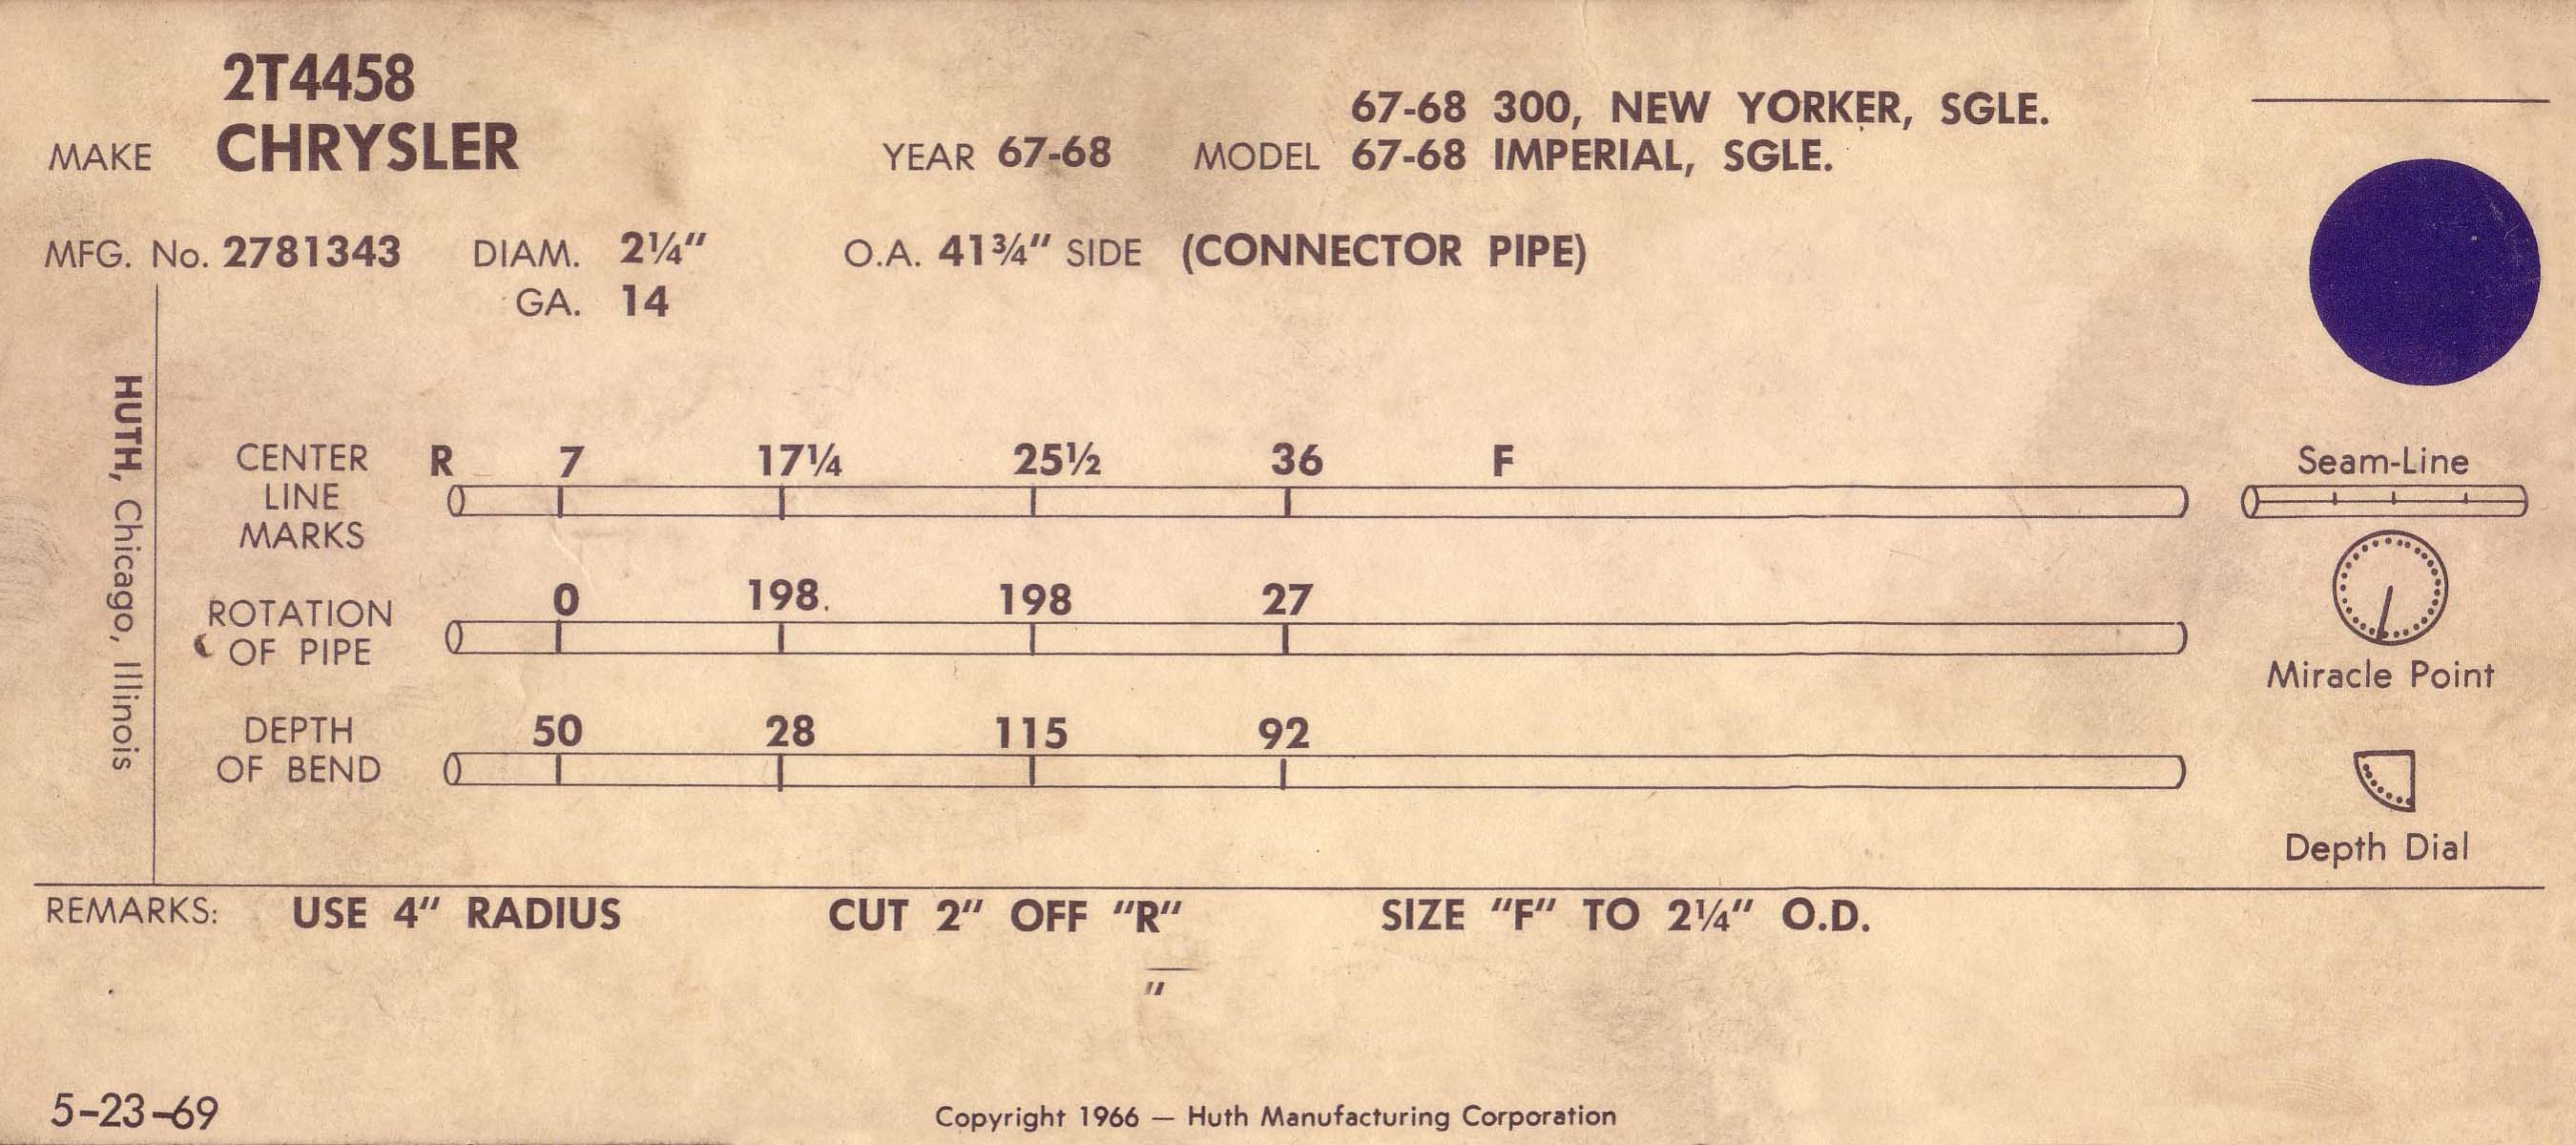 2T4458
MAKE CHRYSLER
YEAR 67-68
67-68 300, NEW YORKER, SGLE.
MODEL 67-68 IMPERIAL, SGLE.
MFG. No. 2781343 DIAM. 2¼" O.A. 41¾" SIDE (CONNECTOR PIPE)
GA. 14
HUTH, Chicago, Illinois
CENTER LINE MARKS
R 7 17¼ 25½ 36 F
Seam-Line
ROTATION OF PIPE
0 198. 198 27
Miracle Point
DEPTH OF BEND
50 28 115 92
Depth Dial
REMARKS: USE 4" RADIUS CUT 2" OFF "R" SIZE "F" TO 2¼" O.D.
"
5-23-69
Copyright 1966 — Huth Manufacturing Corporation